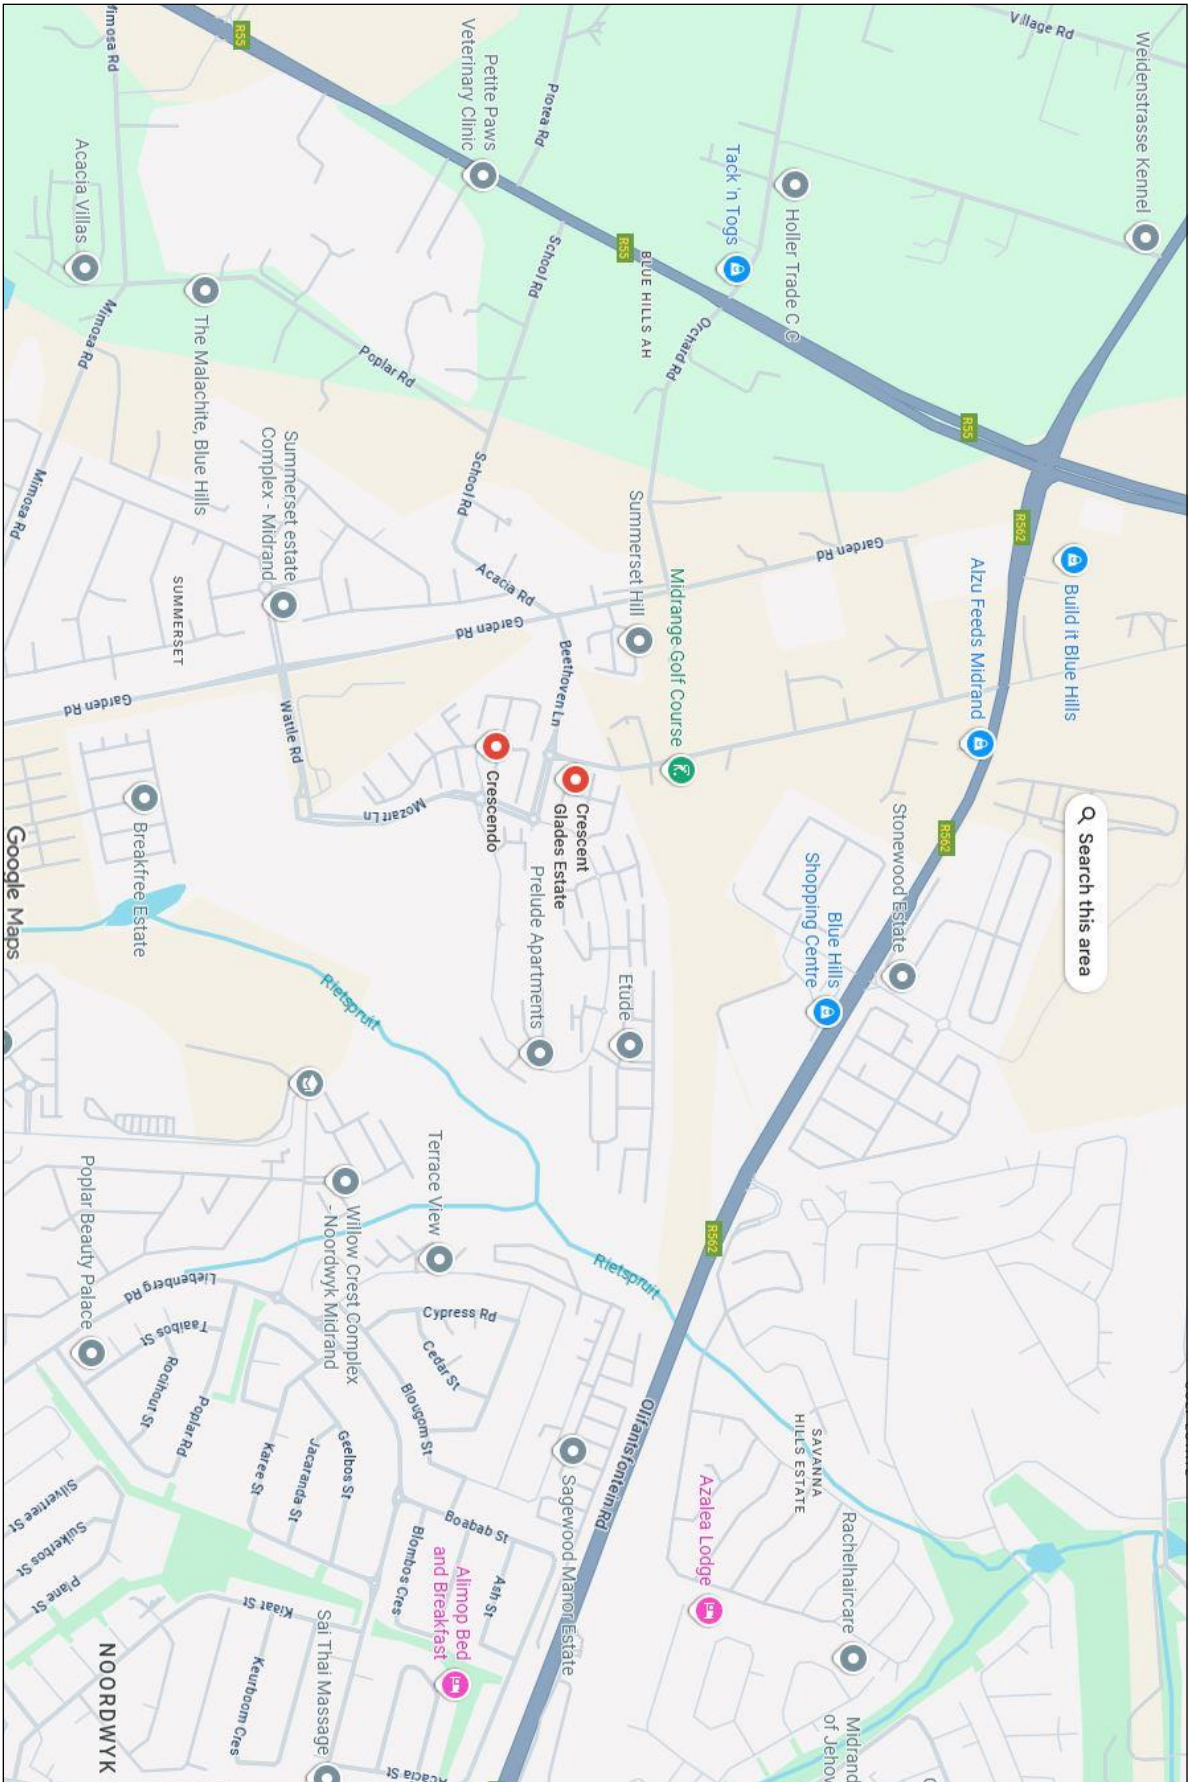 Village Rd
Weidenstrasse Kennel
R55
Protea Rd
Petite Paws
Veterinary Clinic
Tack 'n Togs
Holler Trade C C
Acacia Villas
School Rd
R55
BLUE HILLS AH
Orchard Rd
Mimosa Rd
The Malachite, Blue Hills
Poplar Rd
R55
Summerset estate
Complex - Midrand
School Rd
Summerset Hill
Mimosa Rd
R562
Garden Rd
Build it Blue Hills
Alzu Feeds Midrand
Midrange Golf Course
SUMMERSET
Acacia Rd
Garden Rd
Beethoven Ln
Garden Rd
Wattle Rd
Crescendo
Crescent
Glades Estate
Mozart Ln
Search this area
R562
Stonewood Estate
Blue Hills
Shopping Centre
Breakfree Estate
Google Maps
Prelude Apartments
Etude
Rietspruit
Terrace View
Poplar Beauty Palace
Willow Crest Complex
- Noordwyk Midrand
R562
Rietspruit
Liebenberg Rd
Taaibos St
Rooihout St
Poplar Rd
Cypress Rd
Cedar St
Blougom St
Olifantsfontein Rd
SAVANNA
HILLS ESTATE
Karee St
Jacaranda St
Geelbos St
Boabab St
Sagewood Manor Estate
Azalea Lodge
Rachelhaircare
Silvertree St
Suikerbos St
Plane St
Blombos Cres
Ash St
Alimop Bed
and Breakfast
Kiaat St
Keurboom Cres
Sai Thai Massage
NOORDWYK
Acacia St
Midrand
of Jehov